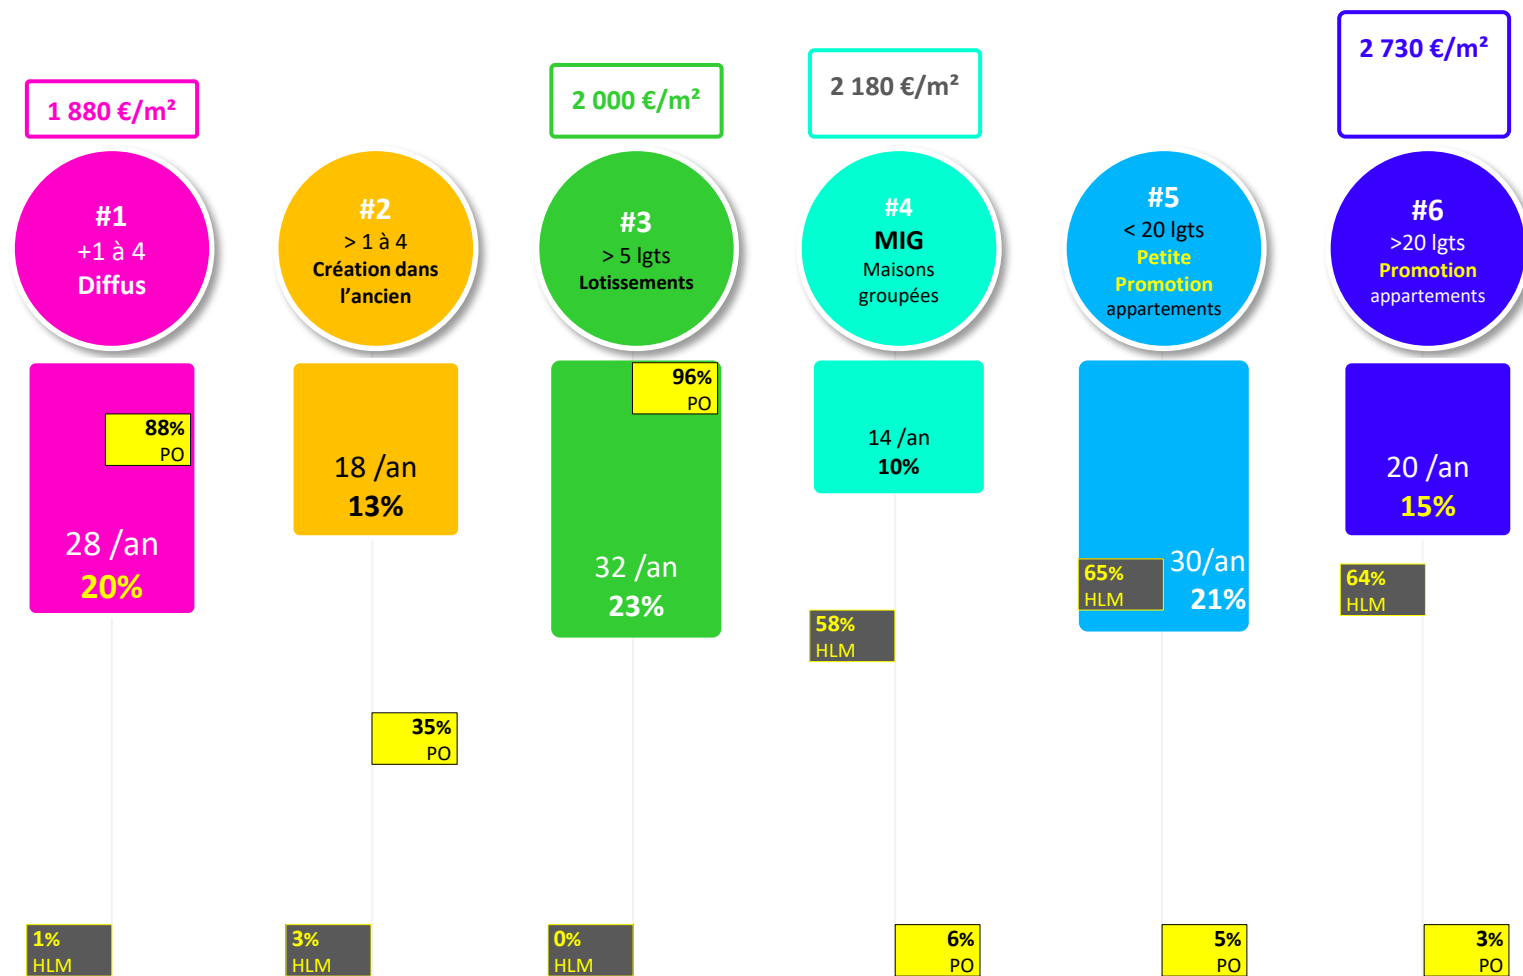 1 880 €/m²
2 000 €/m²
2 180 €/m²
2 730 €/m²
#1
+1 à 4
Diffus
#2
> 1 à 4
Création dans
l'ancien
#3
> 5 lgts
Lotissements
#4
MIG
Maisons
groupées
#5
< 20 lgts
Petite
Promotion
appartements
#6
>20 lgts
Promotion
appartements
88%
PO
28 /an
20%
1%
HLM
18 /an
13%
35%
PO
3%
HLM
96%
PO
32 /an
23%
0%
HLM
14 /an
10%
58%
HLM
6%
PO
30/an
21%
65%
HLM
5%
PO
20 /an
15%
64%
HLM
3%
PO